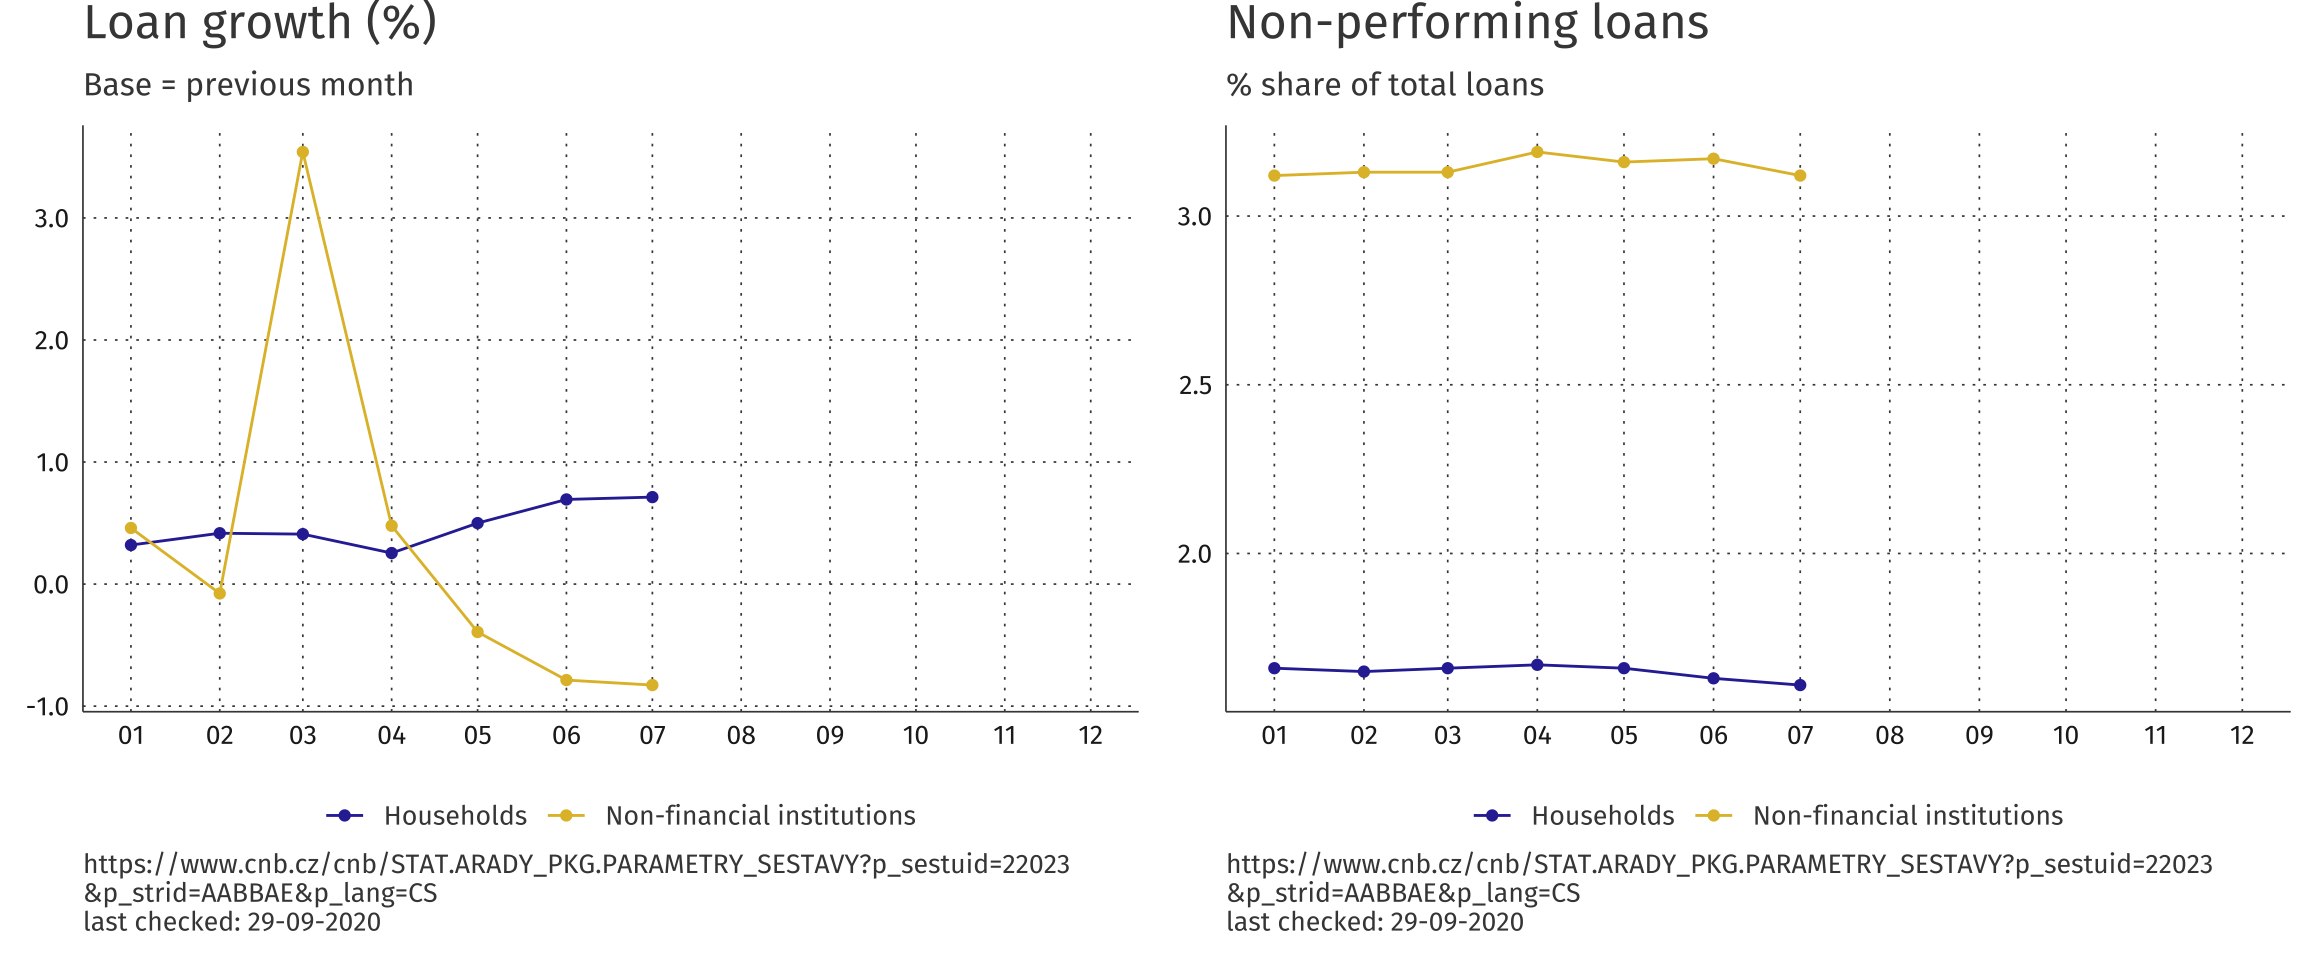 Loan growth (%)
Base = previous month
3.0
2.0
1.0
0.0
-1.0
01 02 03 04 05 06 07 08 09 10 11 12
Households Non-financial institutions
https://www.cnb.cz/cnb/STAT.ARADY_PKG.PARAMETRY_SESTAVY?p_sestuid=22023
&p_strid=AABBAE&p_lang=CS
last checked: 29-09-2020
Non-performing loans
% share of total loans
3.0
2.5
2.0
01 02 03 04 05 06 07 08 09 10 11 12
Households Non-financial institutions
https://www.cnb.cz/cnb/STAT.ARADY_PKG.PARAMETRY_SESTAVY?p_sestuid=22023
&p_strid=AABBAE&p_lang=CS
last checked: 29-09-2020